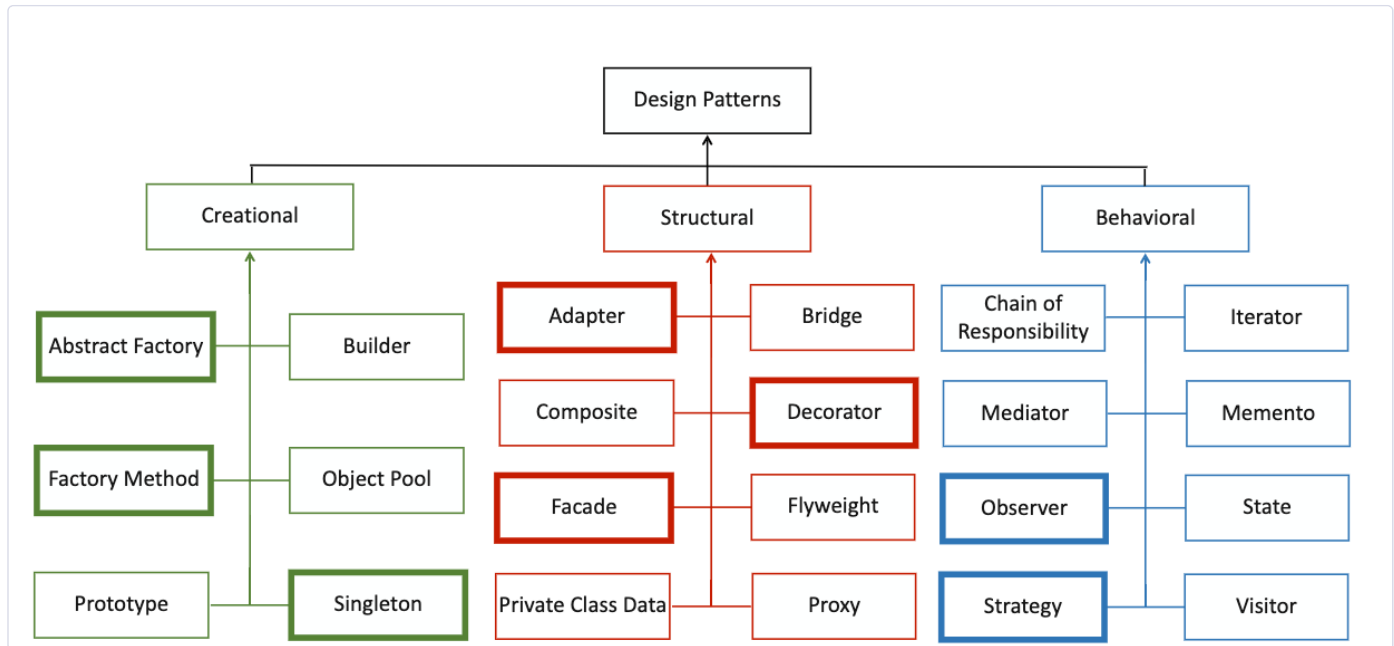 Design Patterns
Creational
Structural
Behavioral
Abstract Factory
Builder
Factory Method
Object Pool
Prototype
Singleton
Adapter
Bridge
Composite
Decorator
Facade
Flyweight
Private Class Data
Proxy
Chain of
Responsibility
Iterator
Mediator
Memento
Observer
State
Strategy
Visitor